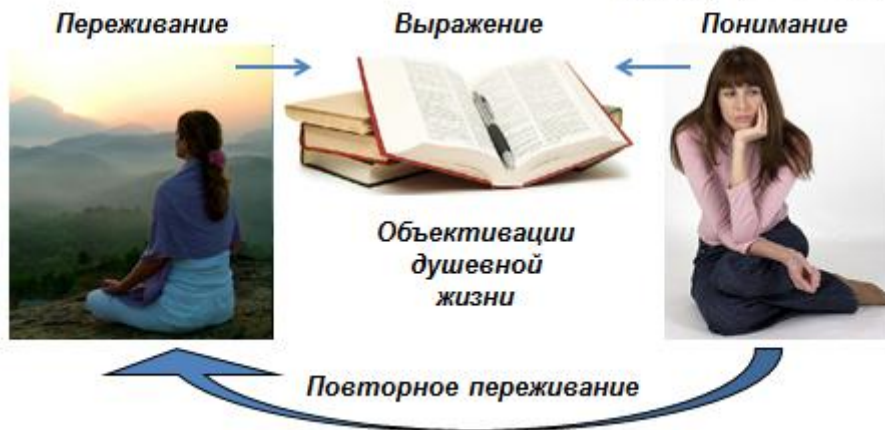 Переживание
Выражение
Понимание
Объективации
душевной
жизни
Повторное переживание